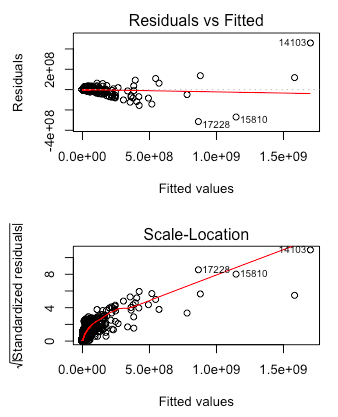 Residuals vs Fitted
Residuals
2e+08
-4e+08
14103
17228
15810
0.0e+00 5.0e+08 1.0e+09 1.5e+09
Fitted values
Scale-Location
√|Standardized residuals|
8
4
0
14103
17228
15810
0.0e+00 5.0e+08 1.0e+09 1.5e+09
Fitted values